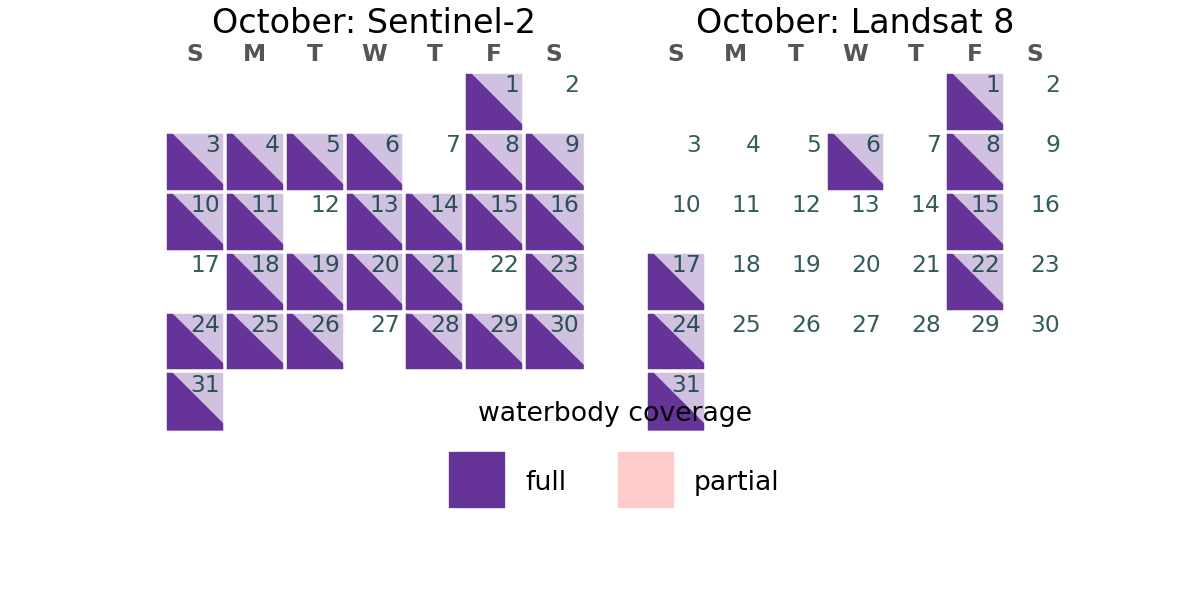 October: Sentinel-2
S M T W T F S
1 2
3 4 5 6 7 8 9
10 11 12 13 14 15 16
17 18 19 20 21 22 23
24 25 26 27 28 29 30
31
October: Landsat 8
S M T W T F S
1 2
3 4 5 6 7 8 9
10 11 12 13 14 15 16
17 18 19 20 21 22 23
24 25 26 27 28 29 30
31
waterbody coverage
full partial